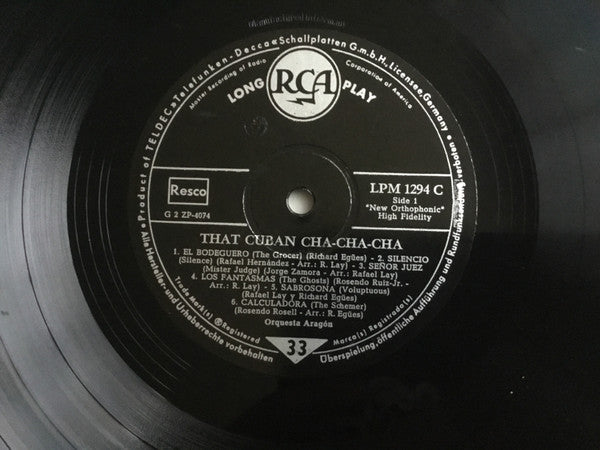 »Product of TELDEC »Telefunken-Decca« Schallplatten G.m.b.H., Licensee, Germany
Master Recording of Radio Corporation of America
LONG RCA PLAY
Resco
G 2 ZP-4074
LPM 1294 C
Side 1
"New Orthophonic"
High Fidelity
THAT CUBAN CHA-CHA-CHA
1. EL BODEGUERO (The Grocer) (Richard Egües) - 2. SILENCIO
(Silence) (Rafael Hernández - Arr.: R. Lay) - 3. SEÑOR JUEZ
(Mister Judge) (Jorge Zamora - Arr.: Rafael Lay)
4. LOS FANTASMAS (The Ghosts) (Rosendo Ruiz-Jr. -
Arr.: R. Lay) - 5. SABROSONA (Voluptuous)
(Rafael Lay y Richard Egües)
6. CALCULADORA (The Schemer)
(Rosendo Rosell - Arr.: R. Egües)
Orquesta Aragón
Trade Mark(s) ®Registered
Marca(s) Registrada(s)
33
Alle Hersteller- und Urheberrechte vorbehalten
Überspielung, öffentliche Aufführung und Rundfunksendung verboten